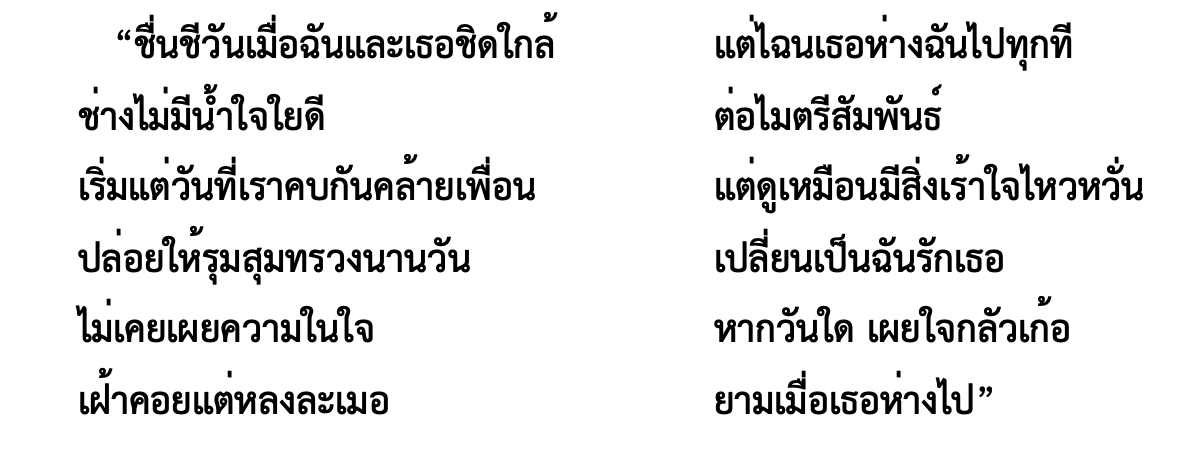 “ชื่นชีวันเมื่อฉันและเธอชิดใกล้ แต่ไฉนเธอห่างฉันไปทุกที
ช่างไม่มีน้ำใจใยดี ต่อไมตรีสัมพันธ์
เริ่มแต่วันที่เราคบกันคล้ายเพื่อน แต่ดูเหมือนมีสิ่งเร้าใจไหวหวั่น
ปล่อยให้รุมสุมทรวงนานวัน เปลี่ยนเป็นฉันรักเธอ
ไม่เคยเผยความในใจ หากวันใด เผยใจกลัวเก้อ
เฝ้าคอยแต่หลงละเมอ ยามเมื่อเธอห่างไป”